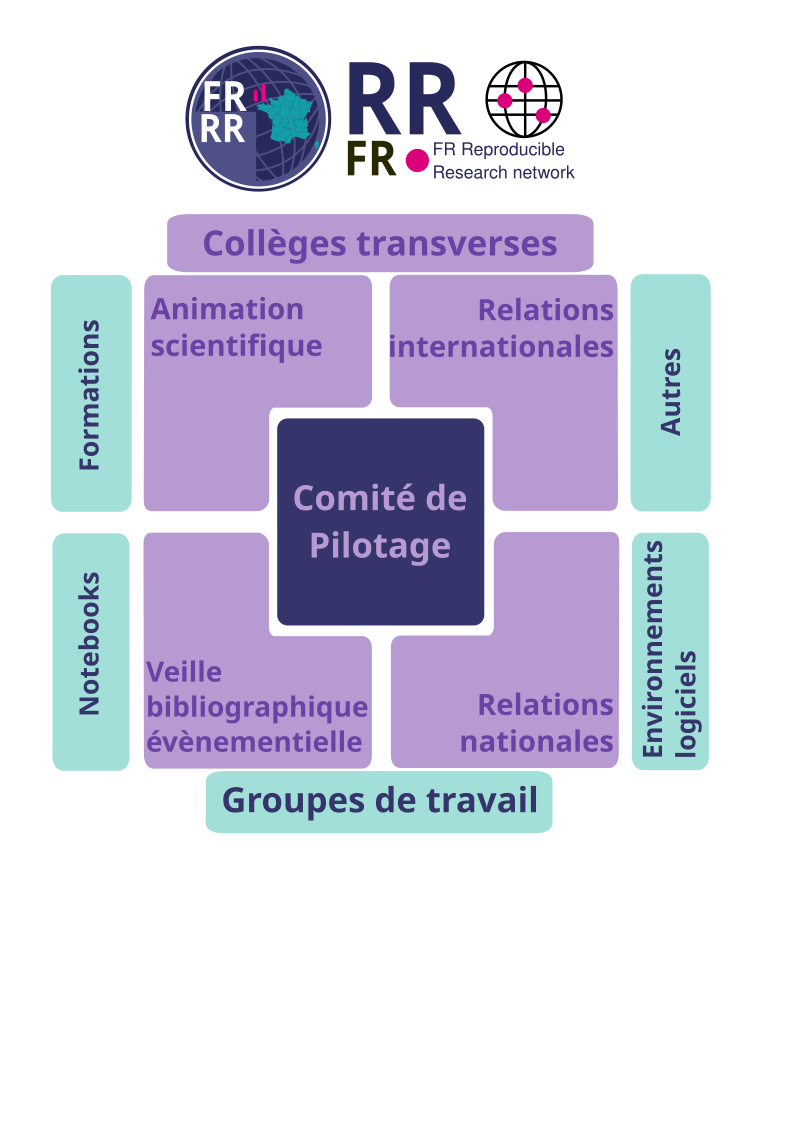 FR
RR
RR
FR
FR Reproducible
Research network
Collèges transverses
Formations
Animation
scientifique
Relations
internationales
Autres
Comité de
Pilotage
Notebooks
Veille
bibliographique
évènementielle
Relations
nationales
Environnements
logiciels
Groupes de travail